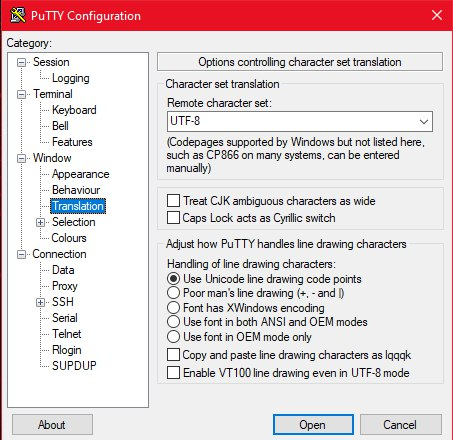 PuTTY Configuration
Category:
Session
Logging
Terminal
Keyboard
Bell
Features
Window
Appearance
Behaviour
Translation
Selection
Colours
Connection
Data
Proxy
SSH
Serial
Telnet
Rlogin
SUPDUP
Options controlling character set translation
Character set translation
Remote character set:
UTF-8
(Codepages supported by Windows but not listed here,
such as CP866 on many systems, can be entered
manually)
Treat CJK ambiguous characters as wide
Caps Lock acts as Cyrillic switch
Adjust how PuTTY handles line drawing characters
Handling of line drawing characters:
Use Unicode line drawing code points
Poor man's line drawing (+, - and |)
Font has XWindows encoding
Use font in both ANSI and OEM modes
Use font in OEM mode only
Copy and paste line drawing characters as lqqqk
Enable VT100 line drawing even in UTF-8 mode
About
Open
Cancel